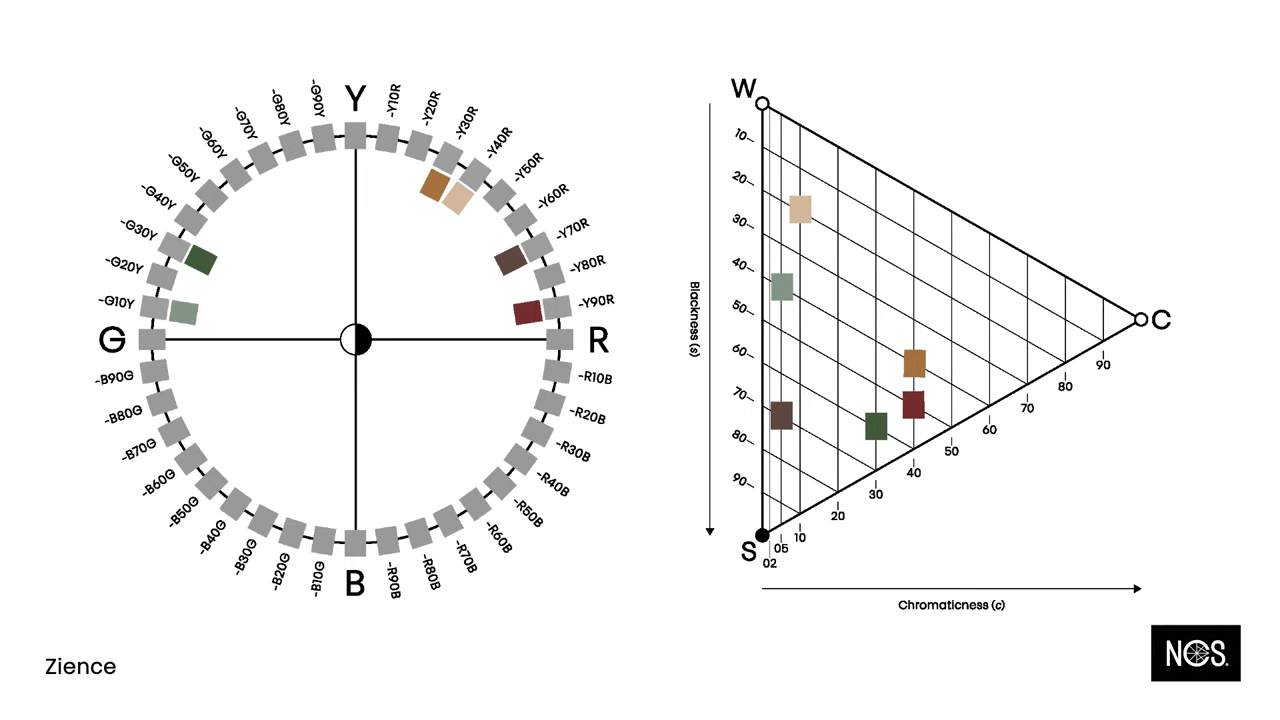 Y
-Y10R
-Y20R
-Y30R
-Y40R
-Y50R
-Y60R
-Y70R
-Y80R
-Y90R
R
-R10B
-R20B
-R30B
-R40B
-R50B
-R60B
-R70B
-R80B
-R90B
B
-B10G
-B20G
-B30G
-B40G
-B50G
-B60G
-B70G
-B80G
-B90G
G
-G10Y
-G20Y
-G30Y
-G40Y
-G50Y
-G60Y
-G70Y
-G80Y
-G90Y
W
10
20
30
40
50
60
70
80
90
S
Blackness (s)
C
02
05
10
20
30
40
50
60
70
80
90
Chromaticness (c)
Zience
NCS